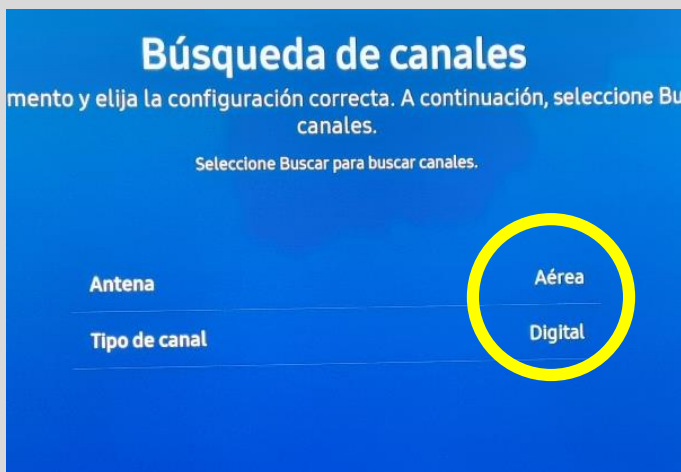 Búsqueda de canales
mento y elija la configuración correcta. A continuación, seleccione Bu
canales.
Seleccione Buscar para buscar canales.
Antena Aérea
Tipo de canal Digital